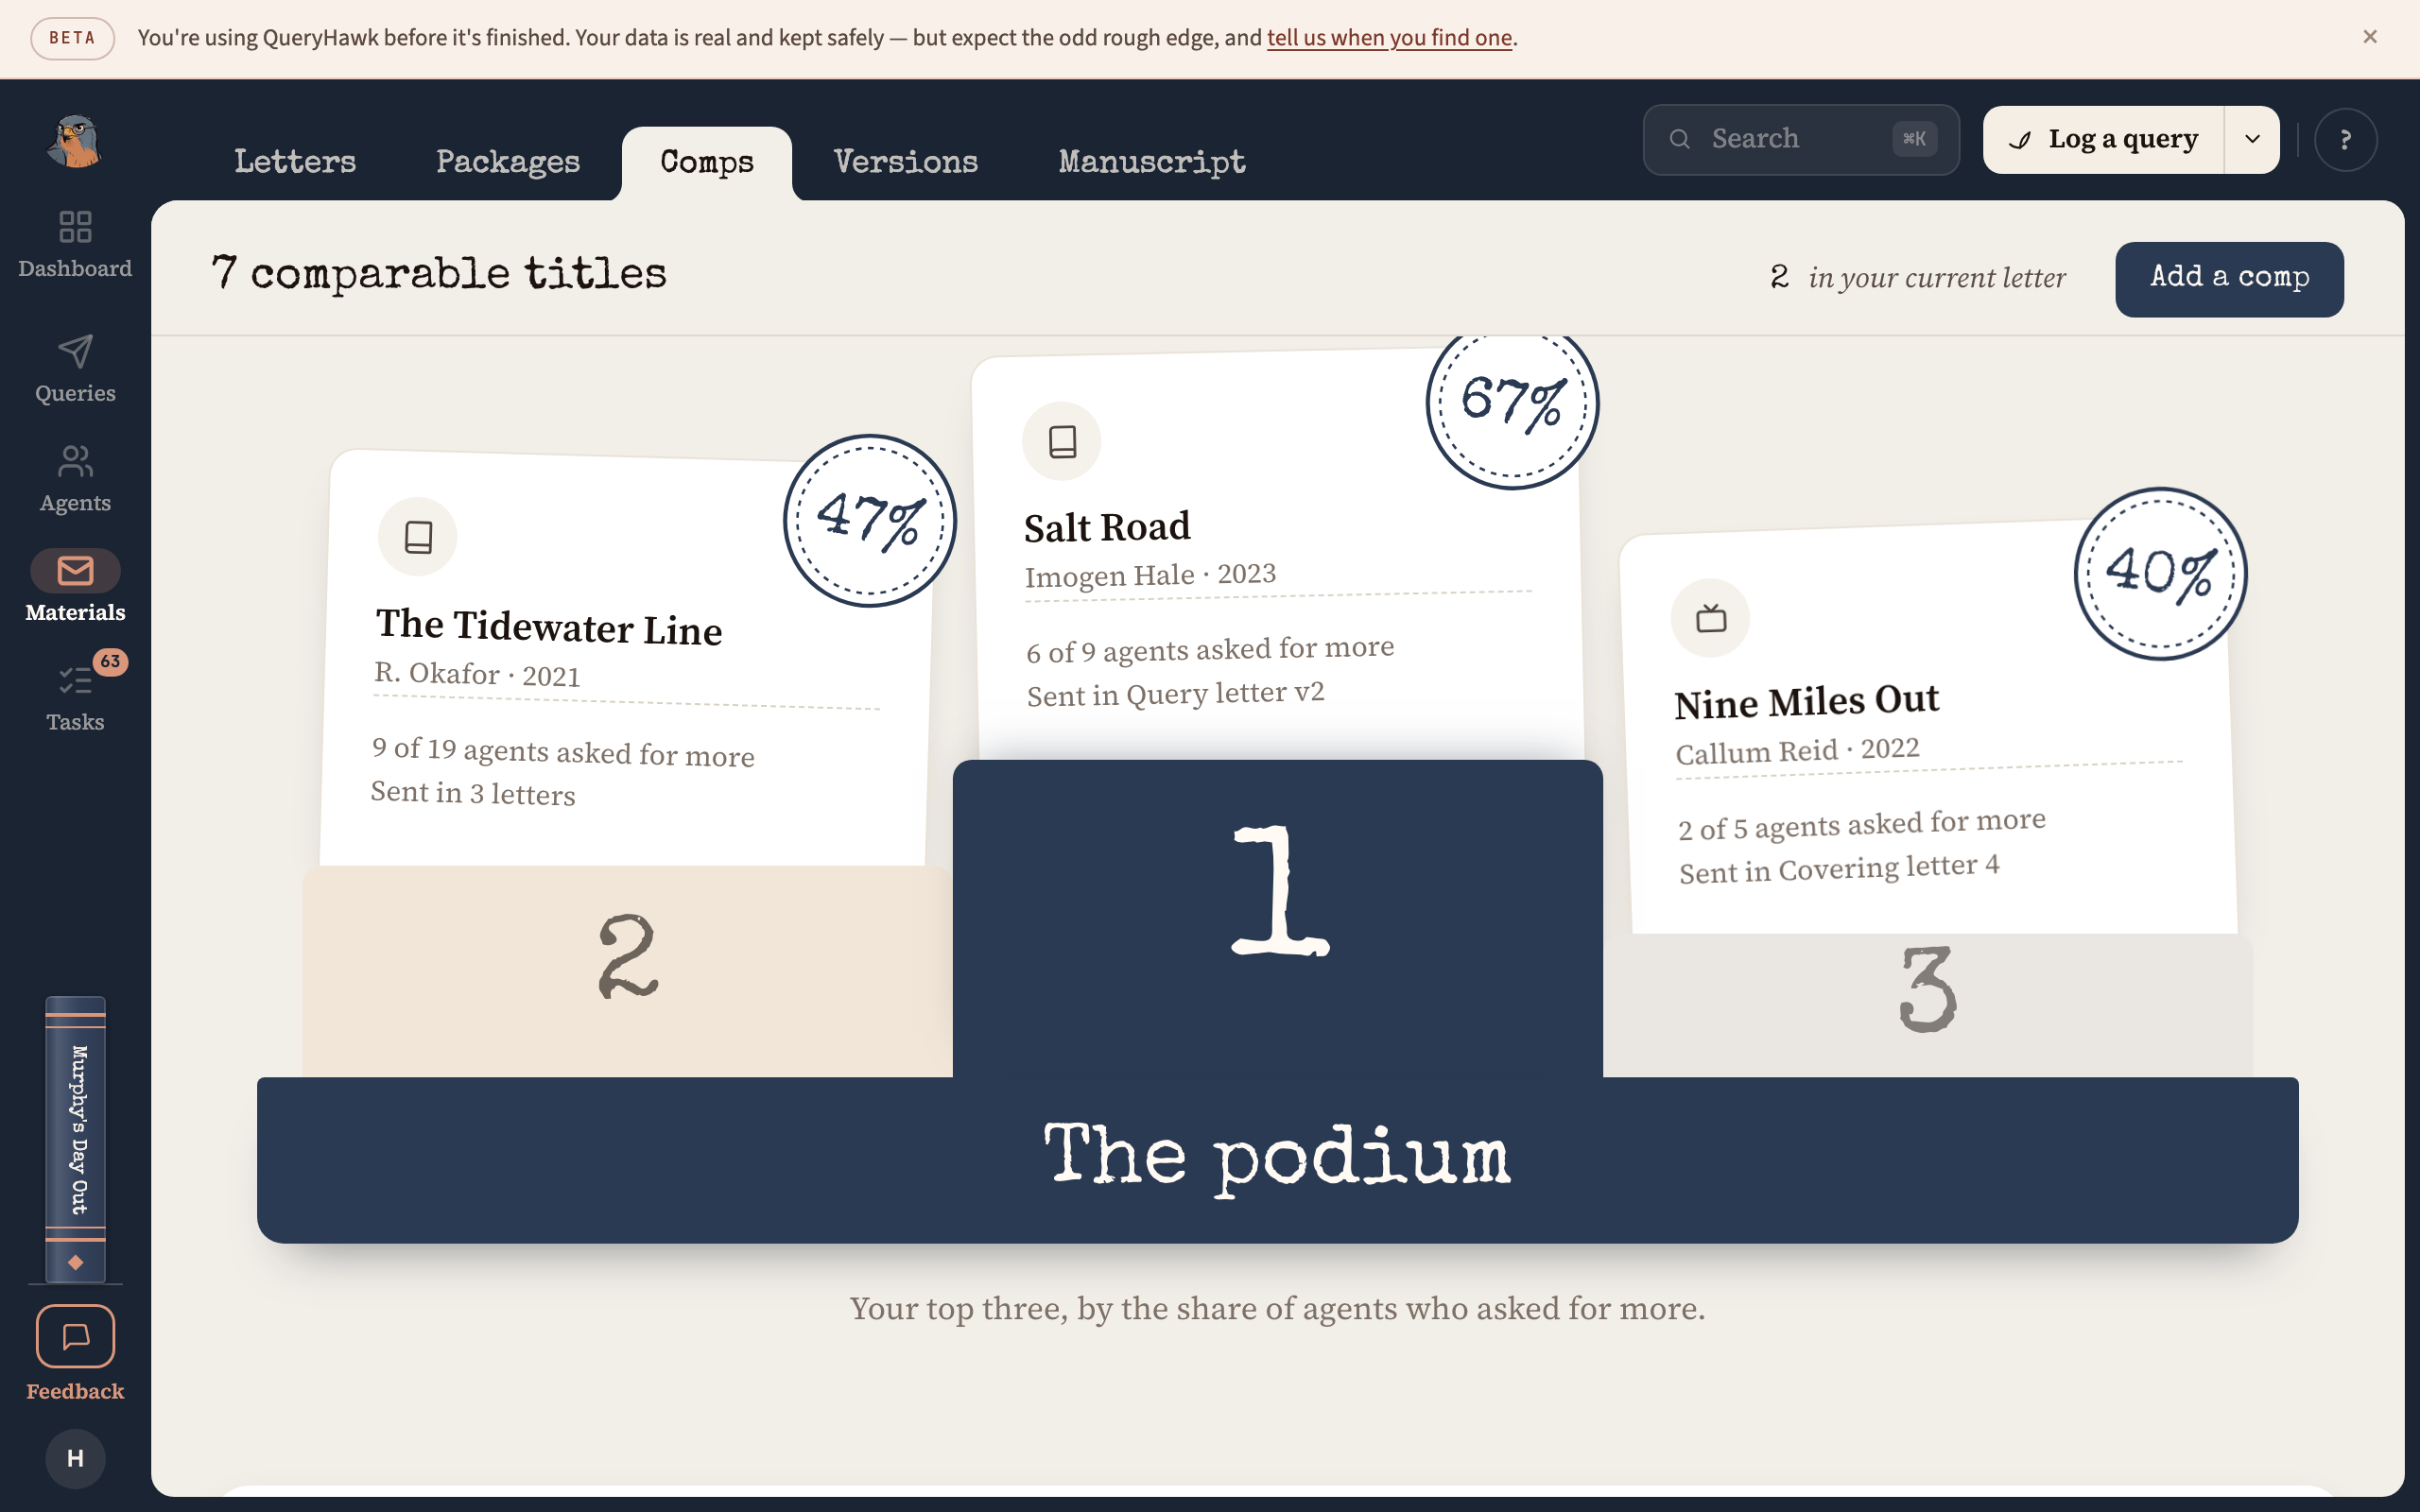 BETA
You're using QueryHawk before it's finished. Your data is real and kept safely — but expect the odd rough edge, and tell us when you find one.
×
Letters
Packages
Comps
Versions
Manuscript
Search
⌘K
Log a query
?
Dashboard
Queries
Agents
Materials
63
Tasks
Murphy's Day Out
Feedback
H
7 comparable titles
2 in your current letter
Add a comp
47%
The Tidewater Line
R. Okafor · 2021
9 of 19 agents asked for more
Sent in 3 letters
2
67%
Salt Road
Imogen Hale · 2023
6 of 9 agents asked for more
Sent in Query letter v2
1
40%
Nine Miles Out
Callum Reid · 2022
2 of 5 agents asked for more
Sent in Covering letter 4
3
The podium
Your top three, by the share of agents who asked for more.